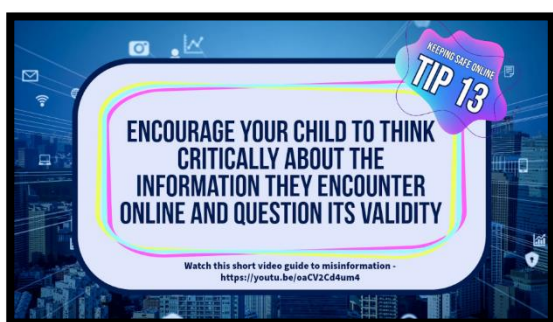 KEEPING SAFE ONLINE
TIP 13
ENCOURAGE YOUR CHILD TO THINK
CRITICALLY ABOUT THE
INFORMATION THEY ENCOUNTER
ONLINE AND QUESTION ITS VALIDITY
Watch this short video guide to misinformation -
https://youtu.be/oaCV2Cd4um4